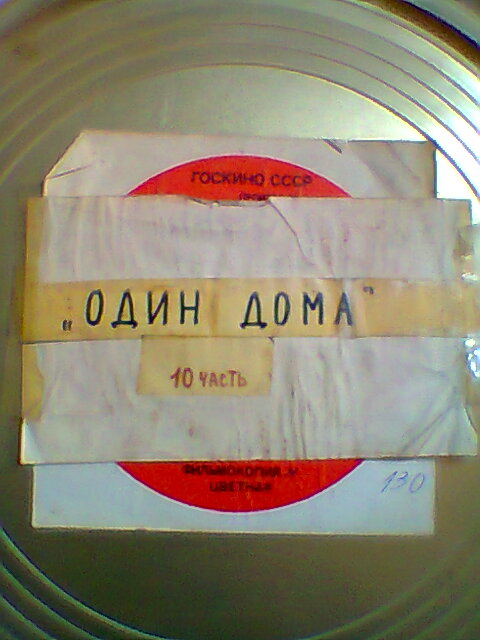 ГОСКИНО СССР
„ОДИН ДОМА"
10 ЧАСТЬ
ФИЛЬМОКОПИЯ
ЦВЕТНАЯ
130